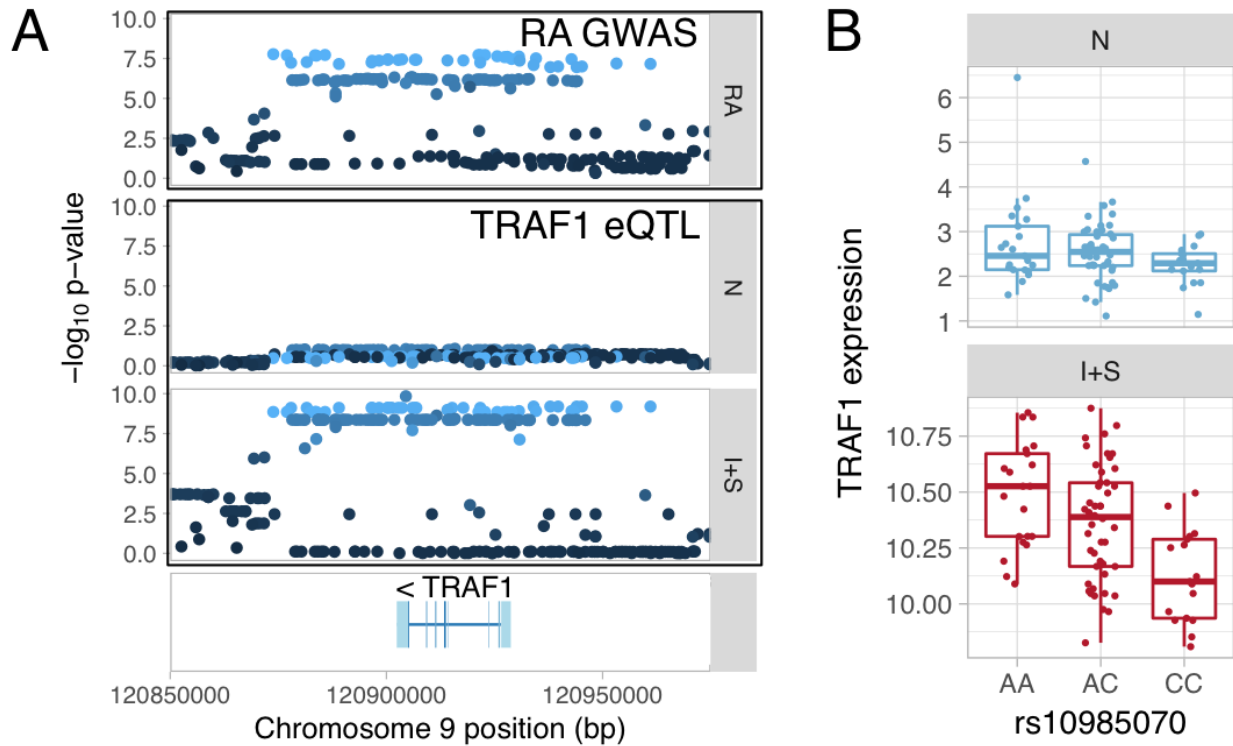 A
RA GWAS
−log10 p−value
10.0
7.5
5.0
2.5
0.0
RA
TRAF1 eQTL
10.0
7.5
5.0
2.5
0.0
N
10.0
7.5
5.0
2.5
0.0
I+S
< TRAF1
120850000 120900000 120950000
Chromosome 9 position (bp)
B
TRAF1 expression
N
6
5
4
3
2
1
I+S
10.75
10.50
10.25
10.00
AA AC CC
rs10985070